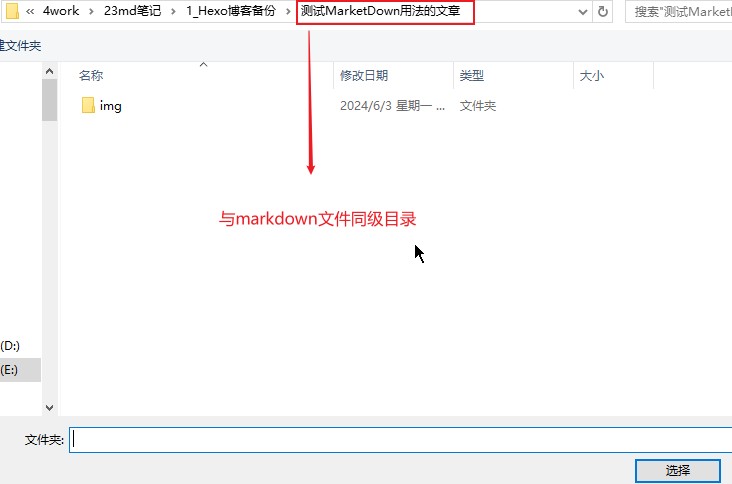 « 4work › 23md笔记 › 1_Hexo博客备份 › 测试MarketDown用法的文章
搜索"测试Market
文件夹
名称 修改日期 类型 大小
img 2024/6/3 星期一 ... 文件夹
与markdown文件同级目录
(D:)
(E:)
文件夹:
选择